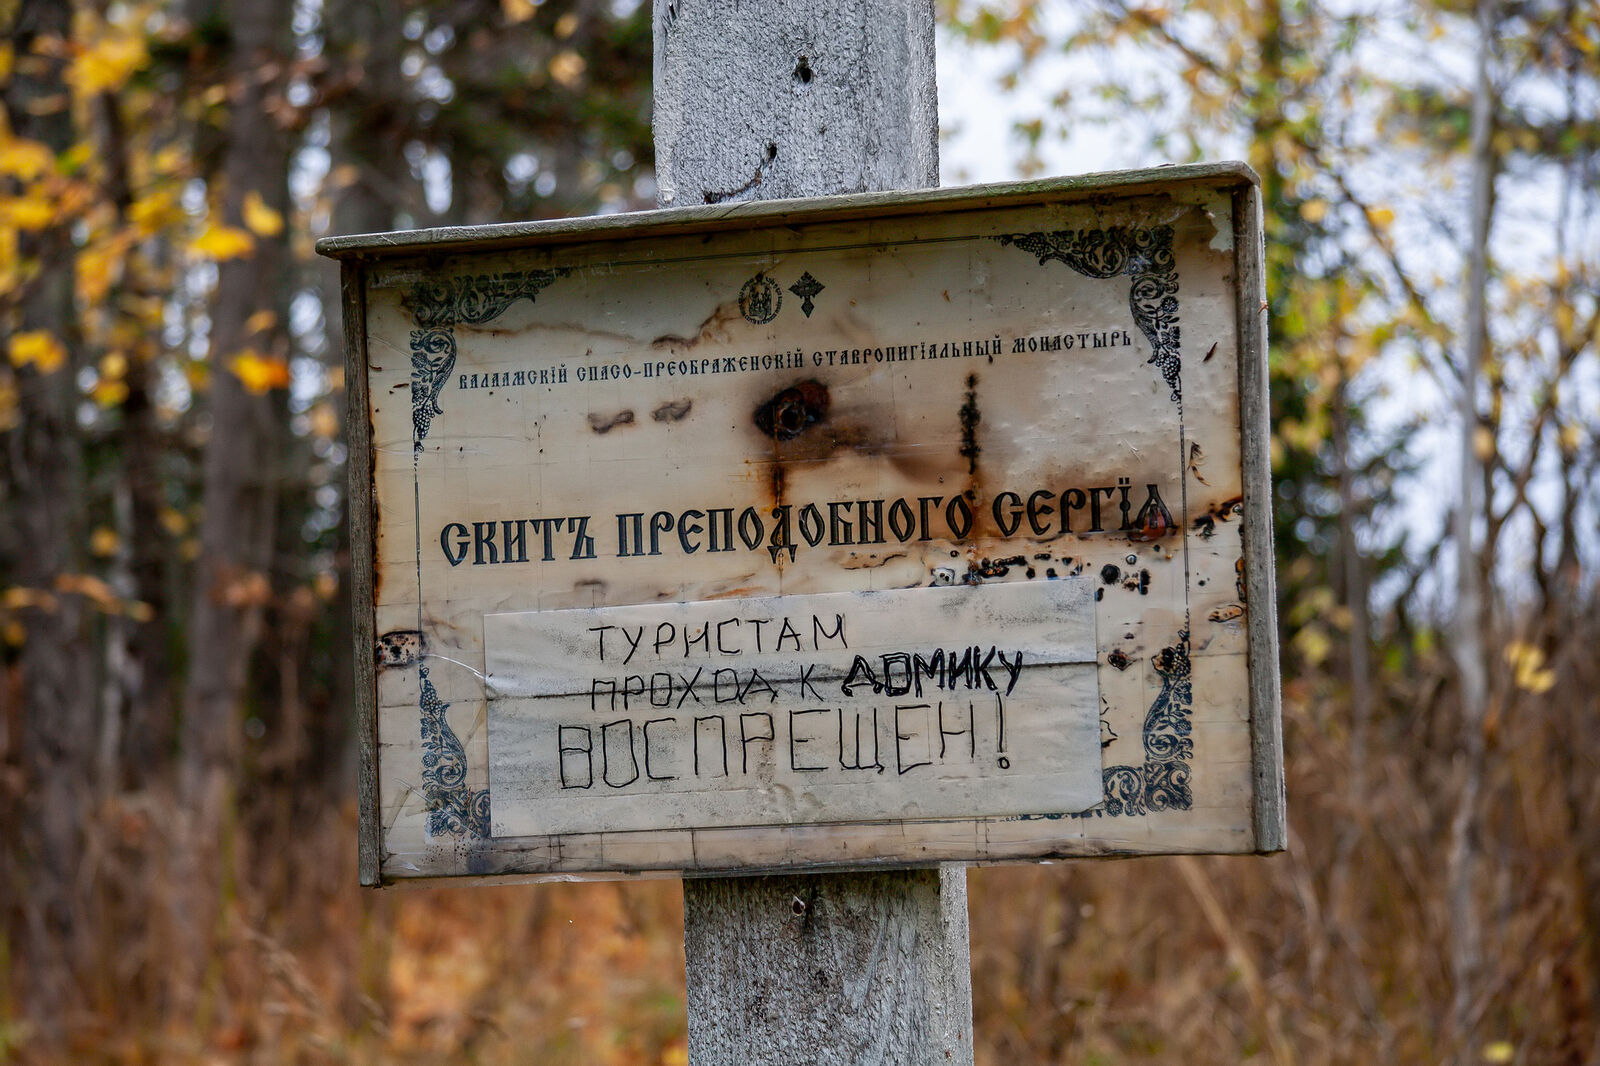 ВАЛААМСКІЙ СПАСО-ПРЕОБРАЖЕНСКІЙ СТАВРОПИГІАЛЬНЫЙ МОНАСТЫРЬ
СКИТЪ ПРЕПОДОБНОГО СЕРГІЯ
ТУРИСТАМ
ПРОХОД К ДОМИКУ
ВОСПРЕЩЕН!